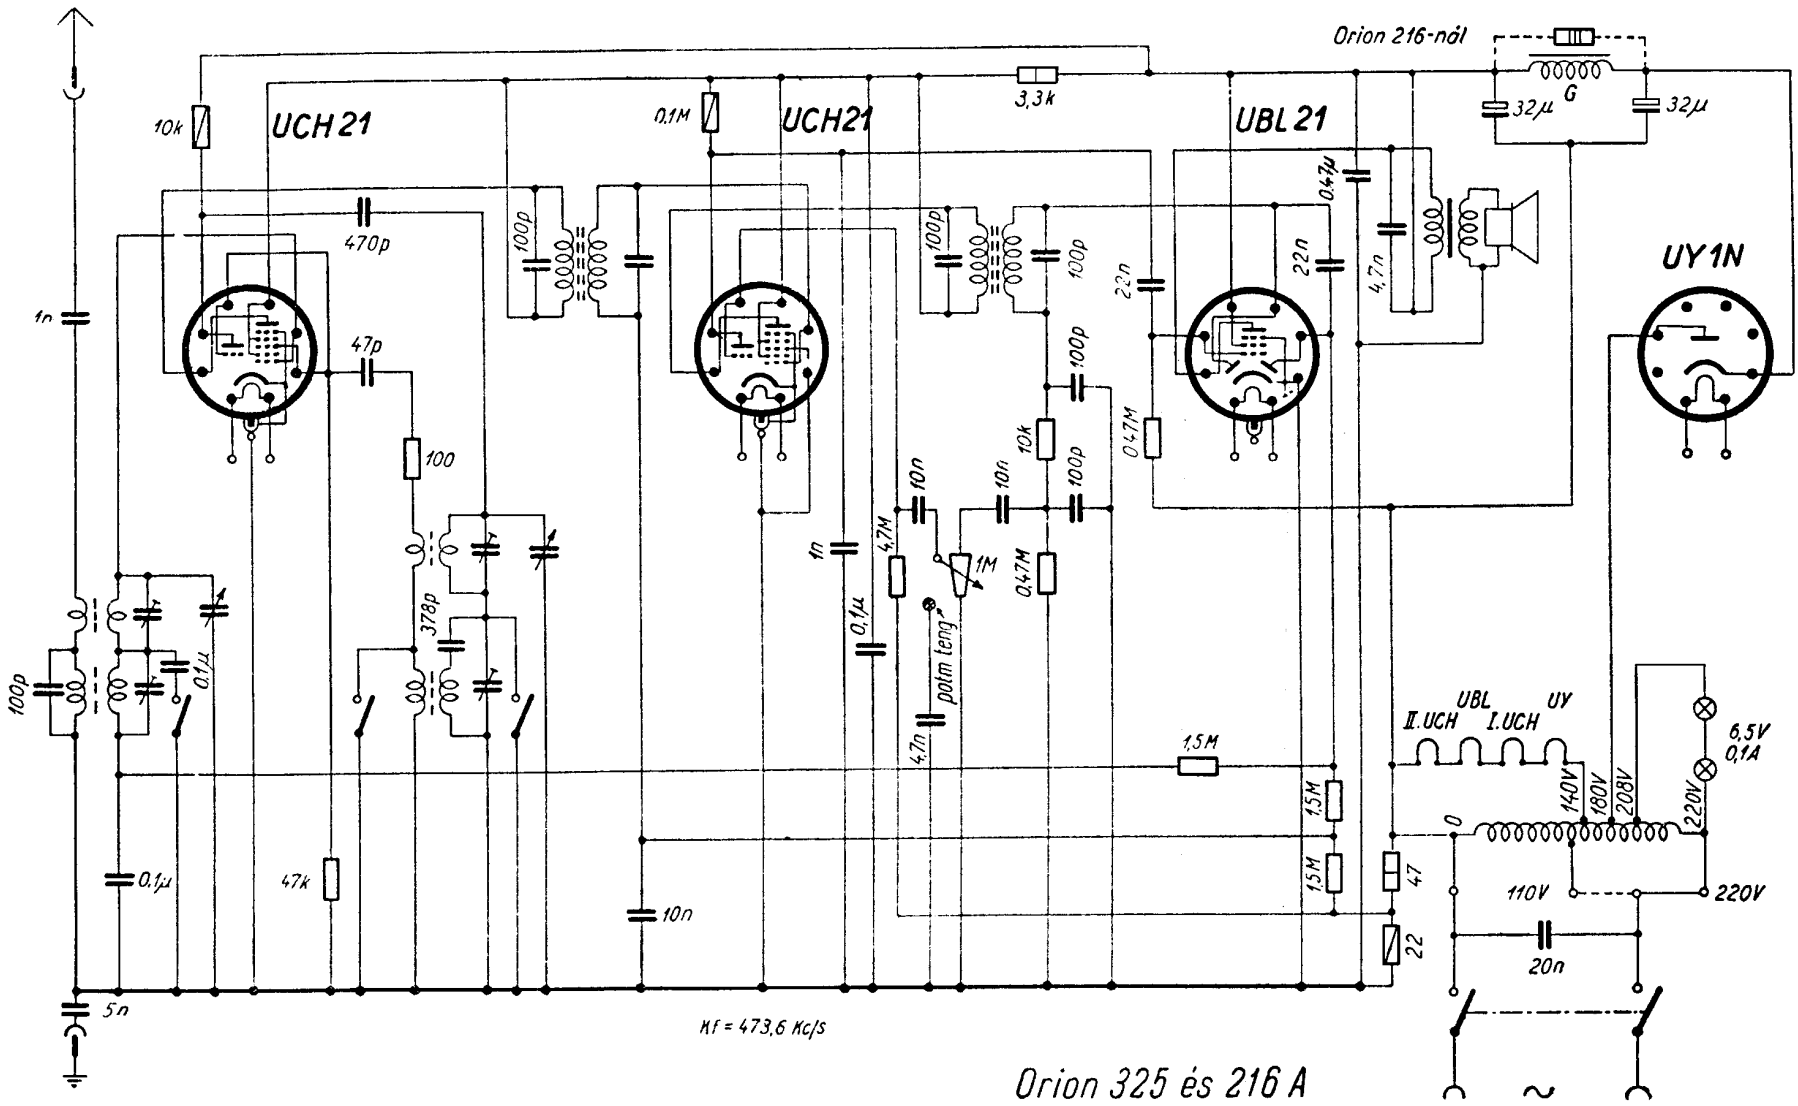 Orion 216-nál
10k
UCH21
0,1M
UCH21
3,3k
UBL21
32µ
G
32µ
470p
100p
100p
100p
22n
22n
0,47µ
4,7n
UY1N
1n
47p
100
100p
10k
0,47M
10n
10n
100p
4,7M
1M
0,47M
1n
0,1µ
378p
100p
0,1µ
potm teng.
4,7n
1,5M
II.UCH
UBL
I.UCH
UY
6,5V
0,1A
140V
180V
208V
220V
0
1,5M
1,5M
47
22
110V
220V
20n
0,1µ
47k
10n
5n
Kf = 473,6 Kc/s
Orion 325 és 216 A
~